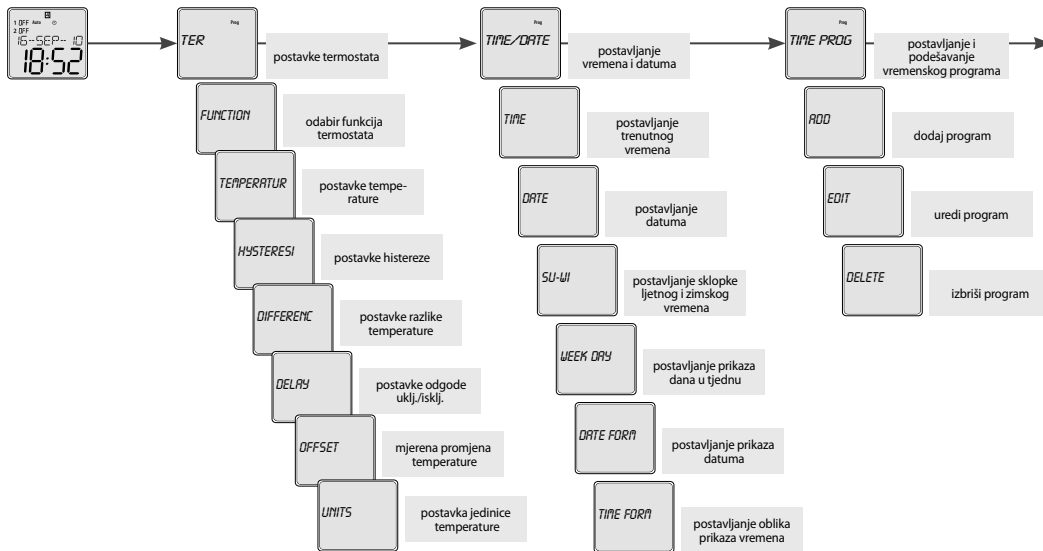 1 OFF Auto
2 OFF
16-SEP-10
18:52
Prog
TER
postavke termostata
FUNCTION
odabir funkcija
termostata
TEMPERATUR
postavke tempe-
rature
HYSTERESI
postavke histereze
DIFFERENC
postavke razlike
temperature
DELAY
postavke odgode
uklj./isklj.
OFFSET
mjerena promjena
temperature
UNITS
postavka jedinice
temperature
Prog
TIME/DATE
postavljanje
vremena i datuma
TIME
postavljanje
trenutnog
vremena
DATE
postavljanje
datuma
SU-WI
postavljanje sklopke
ljetnog i zimskog
vremena
WEEK DAY
postavljanje prikaza
dana u tjednu
DATE FORM
postavljanje prikaza
datuma
TIME FORM
postavljanje oblika
prikaza vremena
Prog
TIME PROG
postavljanje i
podešavanje
vremenskog programa
ADD
dodaj program
EDIT
uredi program
DELETE
izbriši program